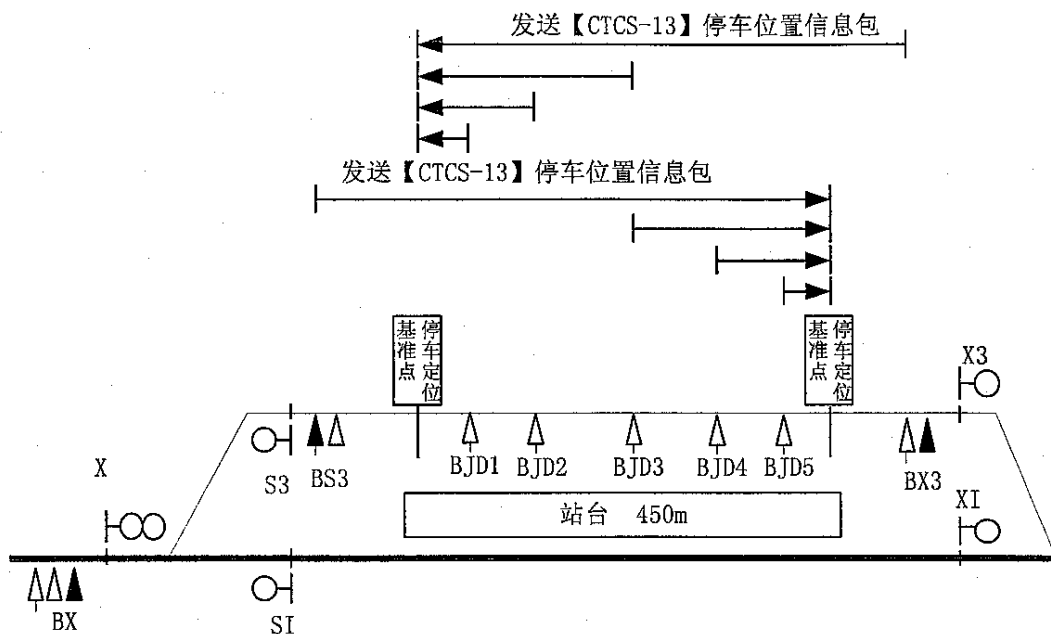 发送【CTCS-13】停车位置信息包
发送【CTCS-13】停车位置信息包
停车定位
基准点
停车定位
基准点
X3
X
S3
BS3
BJD1
BJD2
BJD3
BJD4
BJD5
BX3
站台 450m
XI
BX
SI